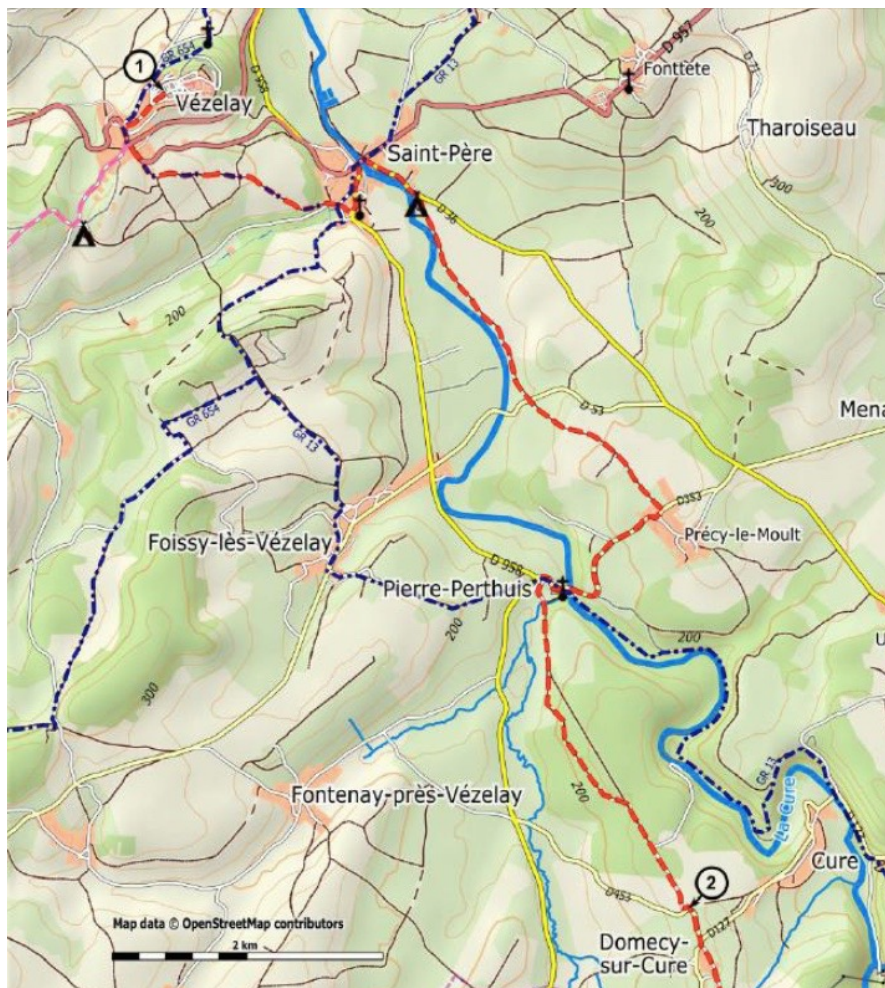 GR 654
1
Vézelay
D 958
GR 13
D 957
Fontette
D 71
Tharoiseau
Saint-Père
D 36
300
200
200
GR 654
GR 13
D 53
Mena
D353
Précy-le-Moult
Foissy-lès-Vézelay
D 958
Pierre-Perthuis
200
200
U
300
200
GR 13
La Cure
Fontenay-près-Vézelay
Cure
2
D453
D127
Domecy-
sur-Cure
Map data © OpenStreetMap contributors
2 km